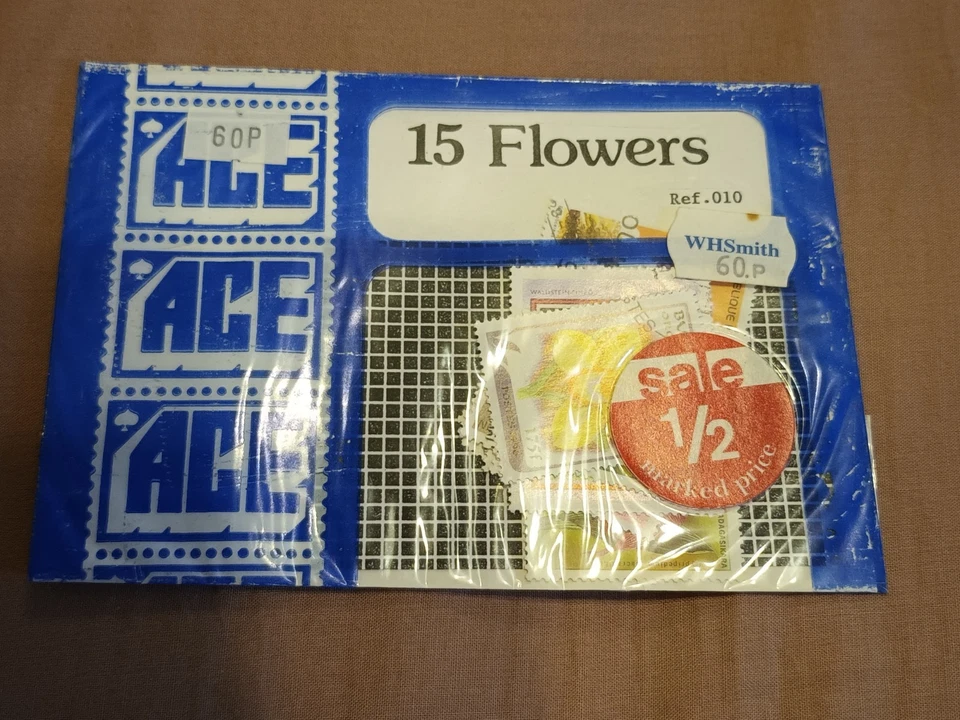 60P
ACE
ACE
ACE
15 Flowers
Ref.010
WHSmith
60.P
sale
1/2
marked price